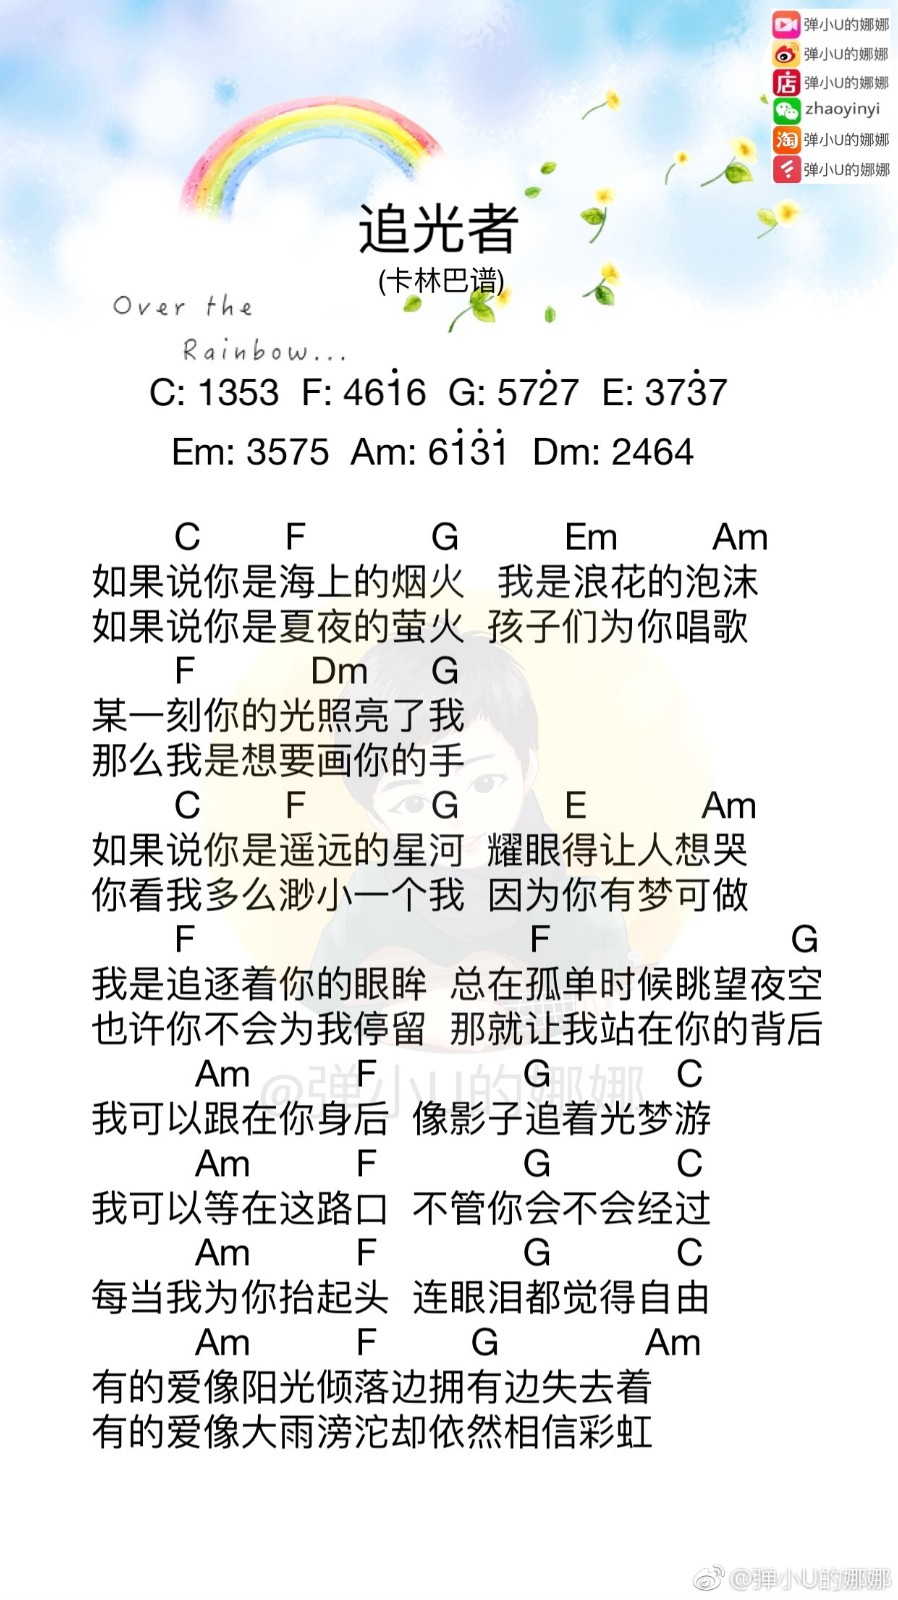 弹小U的娜娜
弹小U的娜娜
店 弹小U的娜娜
zhaoyinyi
淘 弹小U的娜娜
弹小U的娜娜
追光者
(卡林巴谱)
Over the
Rainbow...
C: 1353 F: 461̇6 G: 572̇7 E: 373̇7
Em: 3575 Am: 61̇3̇1̇ Dm: 2464
C F G Em Am
如果说你是海上的烟火 我是浪花的泡沫
如果说你是夏夜的萤火 孩子们为你唱歌
F Dm G
某一刻你的光照亮了我
那么我是想要画你的手
C F G E Am
如果说你是遥远的星河 耀眼得让人想哭
你看我多么渺小一个我 因为你有梦可做
F F G
我是追逐着你的眼眸 总在孤单时候眺望夜空
也许你不会为我停留 那就让我站在你的背后
Am F G C
@弹小U的娜娜
我可以跟在你身后 像影子追着光梦游
Am F G C
我可以等在这路口 不管你会不会经过
Am F G C
每当我为你抬起头 连眼泪都觉得自由
Am F G Am
有的爱像阳光倾落边拥有边失去着
有的爱像大雨滂沱却依然相信彩虹
@弹小U的娜娜